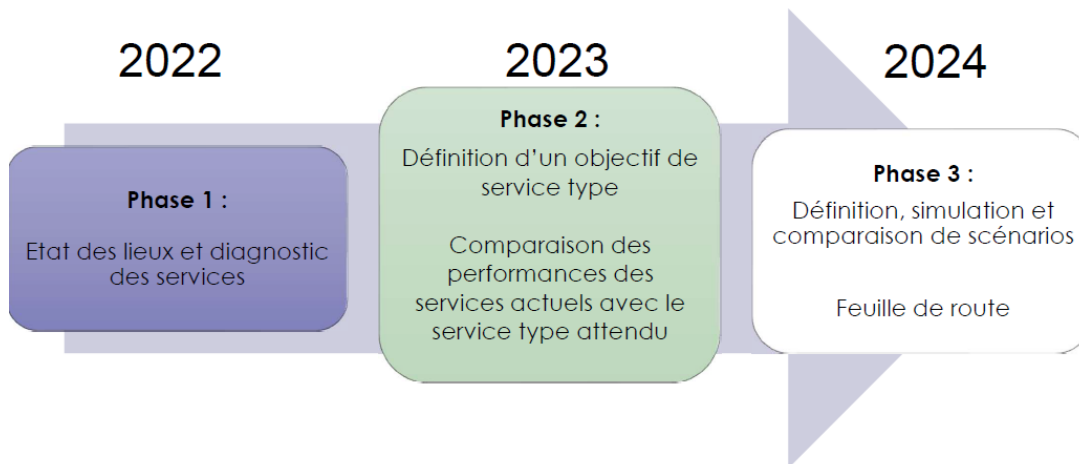 2022
2023
2024
Phase 1 :
Etat des lieux et diagnostic
des services
Phase 2 :
Définition d'un objectif de
service type
Comparaison des
performances des
services actuels avec le
service type attendu
Phase 3 :
Définition, simulation et
comparaison de scénarios
Feuille de route